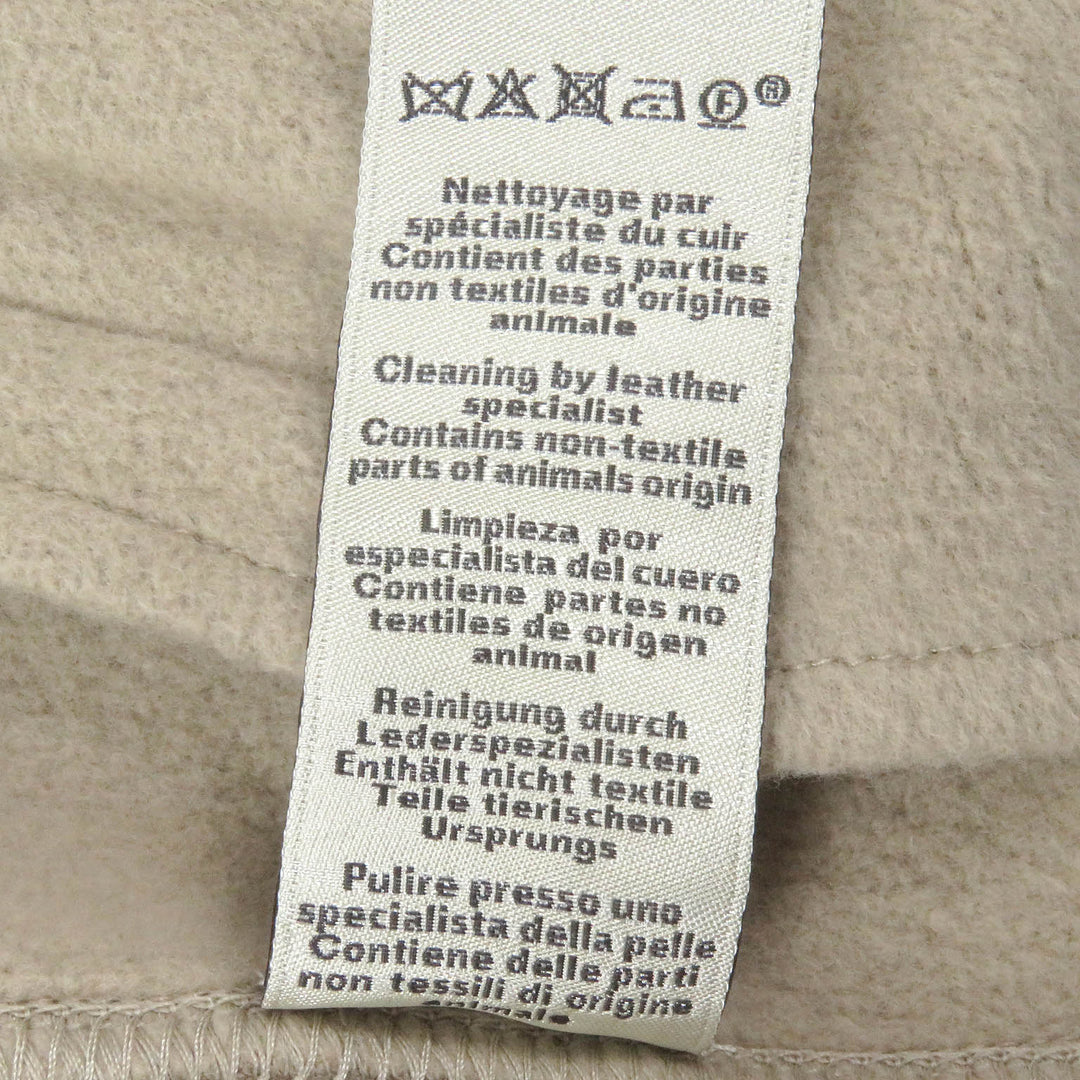 F ®
Nettoyage par
spécialiste du cuir
Contient des parties
non textiles d'origine
animale
Cleaning by leather
specialist
Contains non-textile
parts of animals origin
Limpieza por
especialista del cuero
Contiene partes no
textiles de origen
animal
Reinigung durch
Lederspezialisten
Enthält nicht textile
Teile tierischen
Ursprungs
Pulire presso uno
specialista della pelle
Contiene delle parti
non tessili di origine
animale